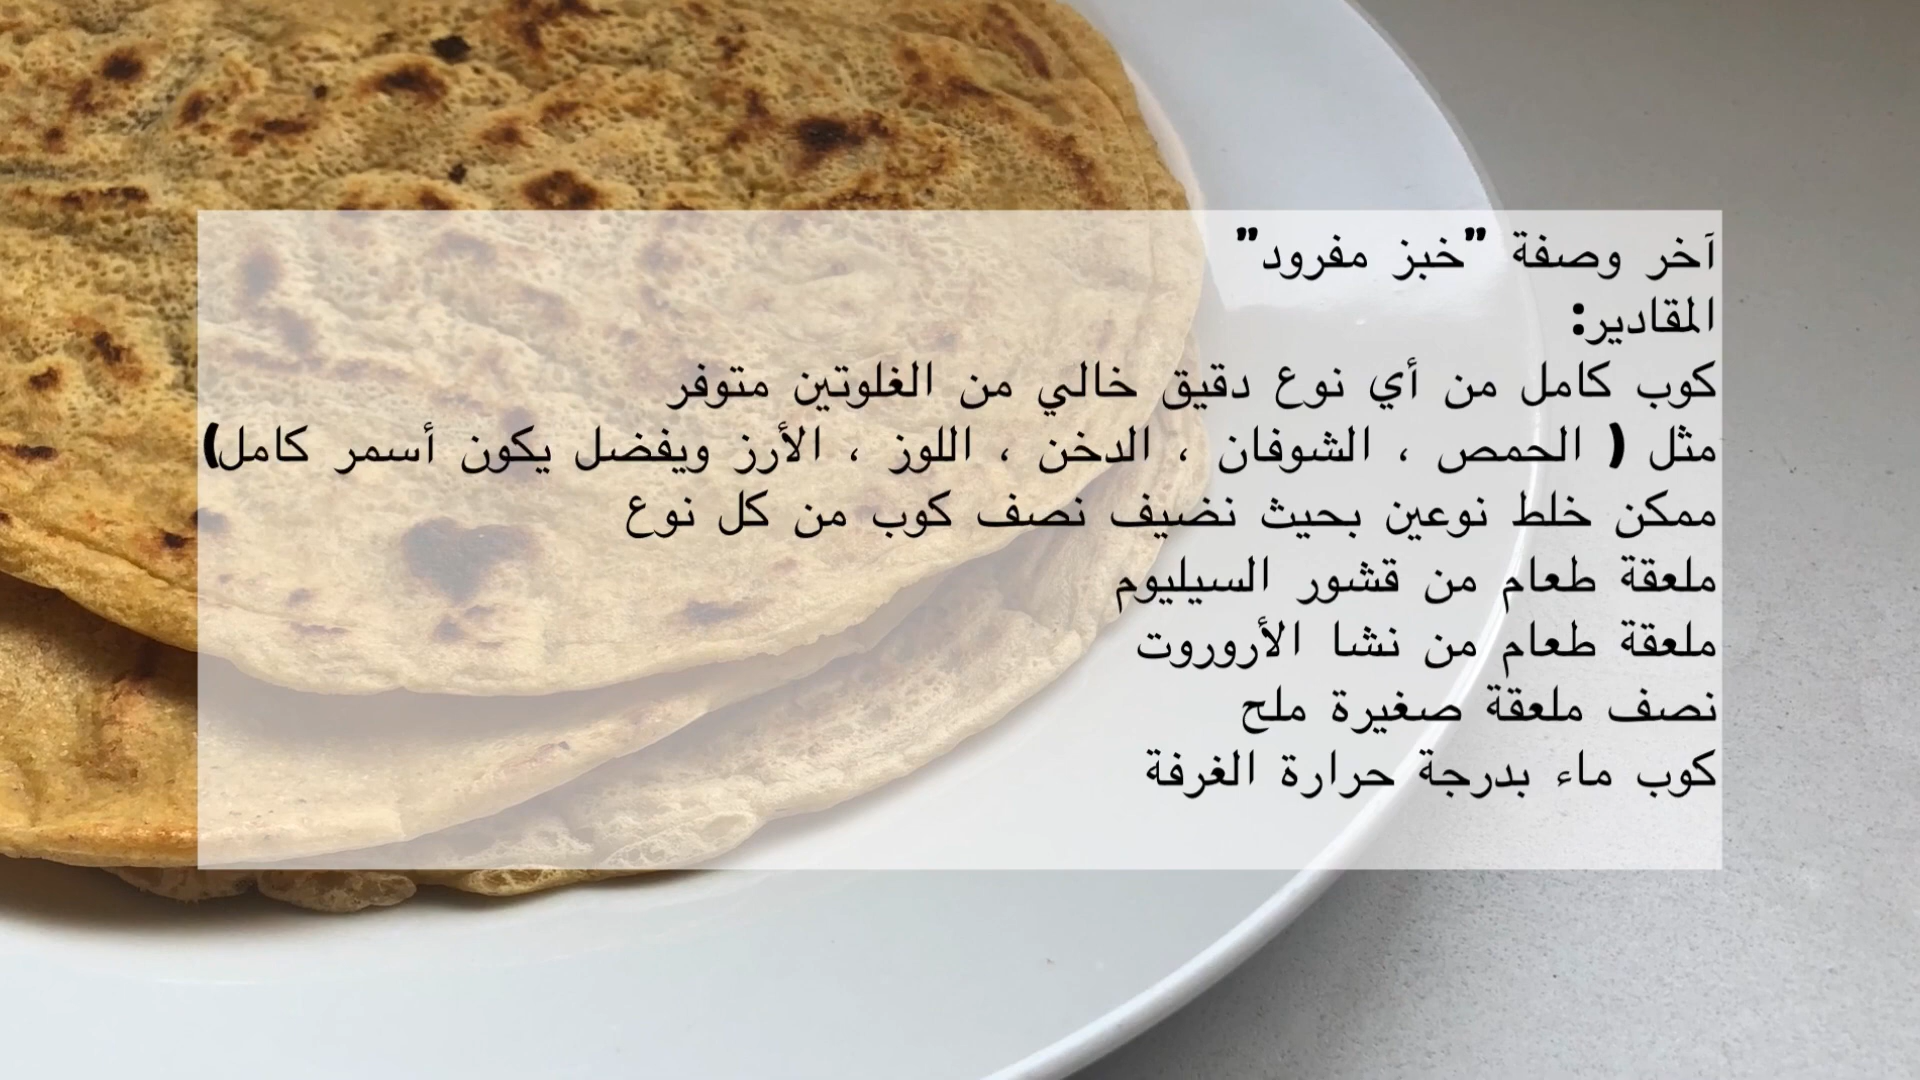 آخر وصفة "خبز مفرود"
المقادير:
كوب كامل من أي نوع دقيق خالي من الغلوتين متوفر
مثل ( الحمص ، الشوفان ، الدخن ، اللوز ، الأرز ويفضل يكون أسمر كامل)
ممكن خلط نوعين بحيث نضيف نصف كوب من كل نوع
ملعقة طعام من قشور السيليوم
ملعقة طعام من نشا الأروروت
نصف ملعقة صغيرة ملح
كوب ماء بدرجة حرارة الغرفة